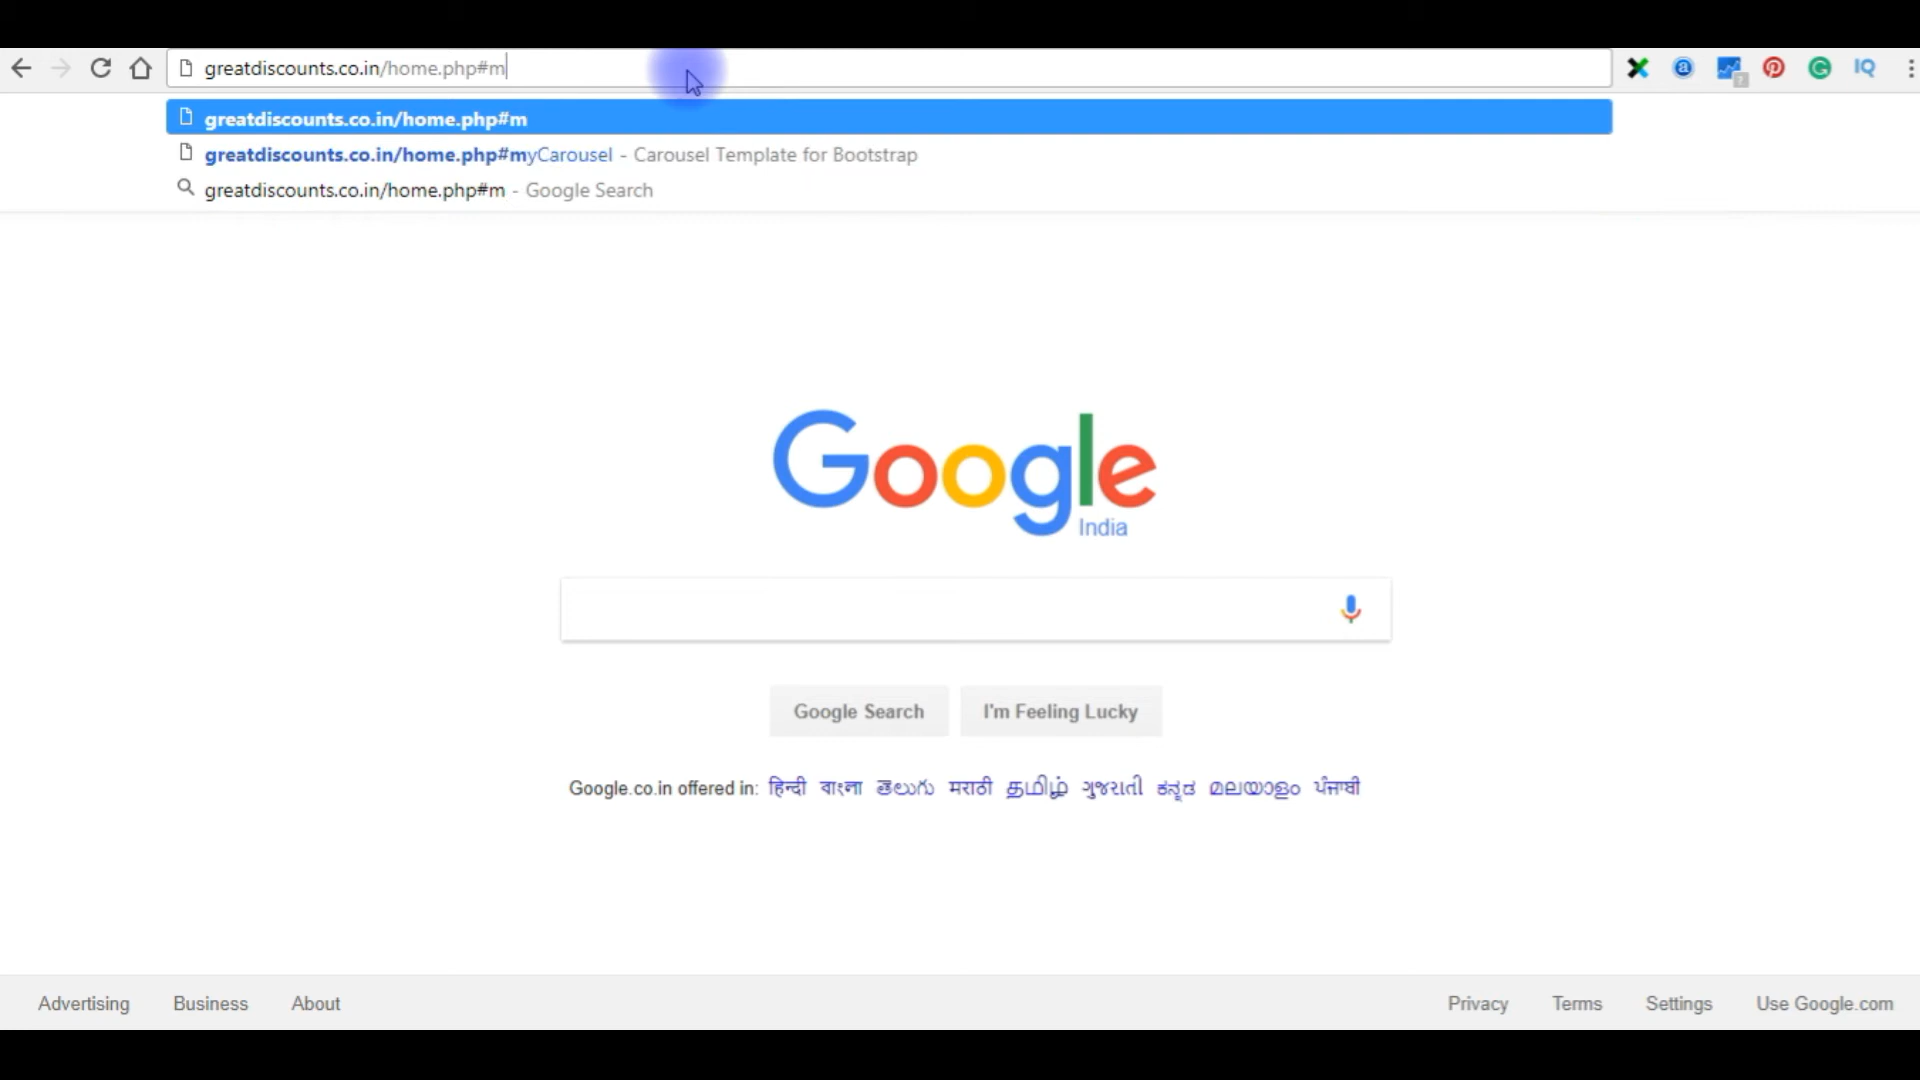 greatdiscounts.co.in/home.php#m
greatdiscounts.co.in/home.php#m
greatdiscounts.co.in/home.php#myCarousel - Carousel Template for Bootstrap
greatdiscounts.co.in/home.php#m - Google Search
Google
India
Google Search I'm Feeling Lucky
Google.co.in offered in: हिन्दी বাংলা తెలుగు मराठी தமிழ் ગુજરાતી ಕನ್ನಡ മലയാളം ਪੰਜਾਬੀ
Advertising Business About Privacy Terms Settings Use Google.com